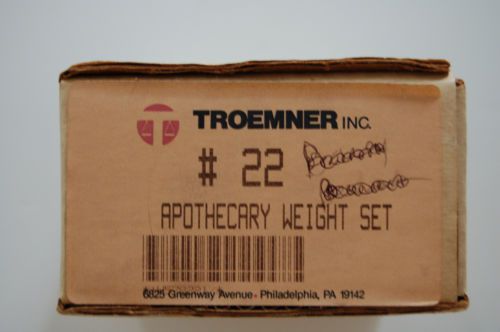 TROEMNER INC.
# 22
APOTHECARY WEIGHT SET
6825 Greenway Avenue · Philadelphia, PA 19142